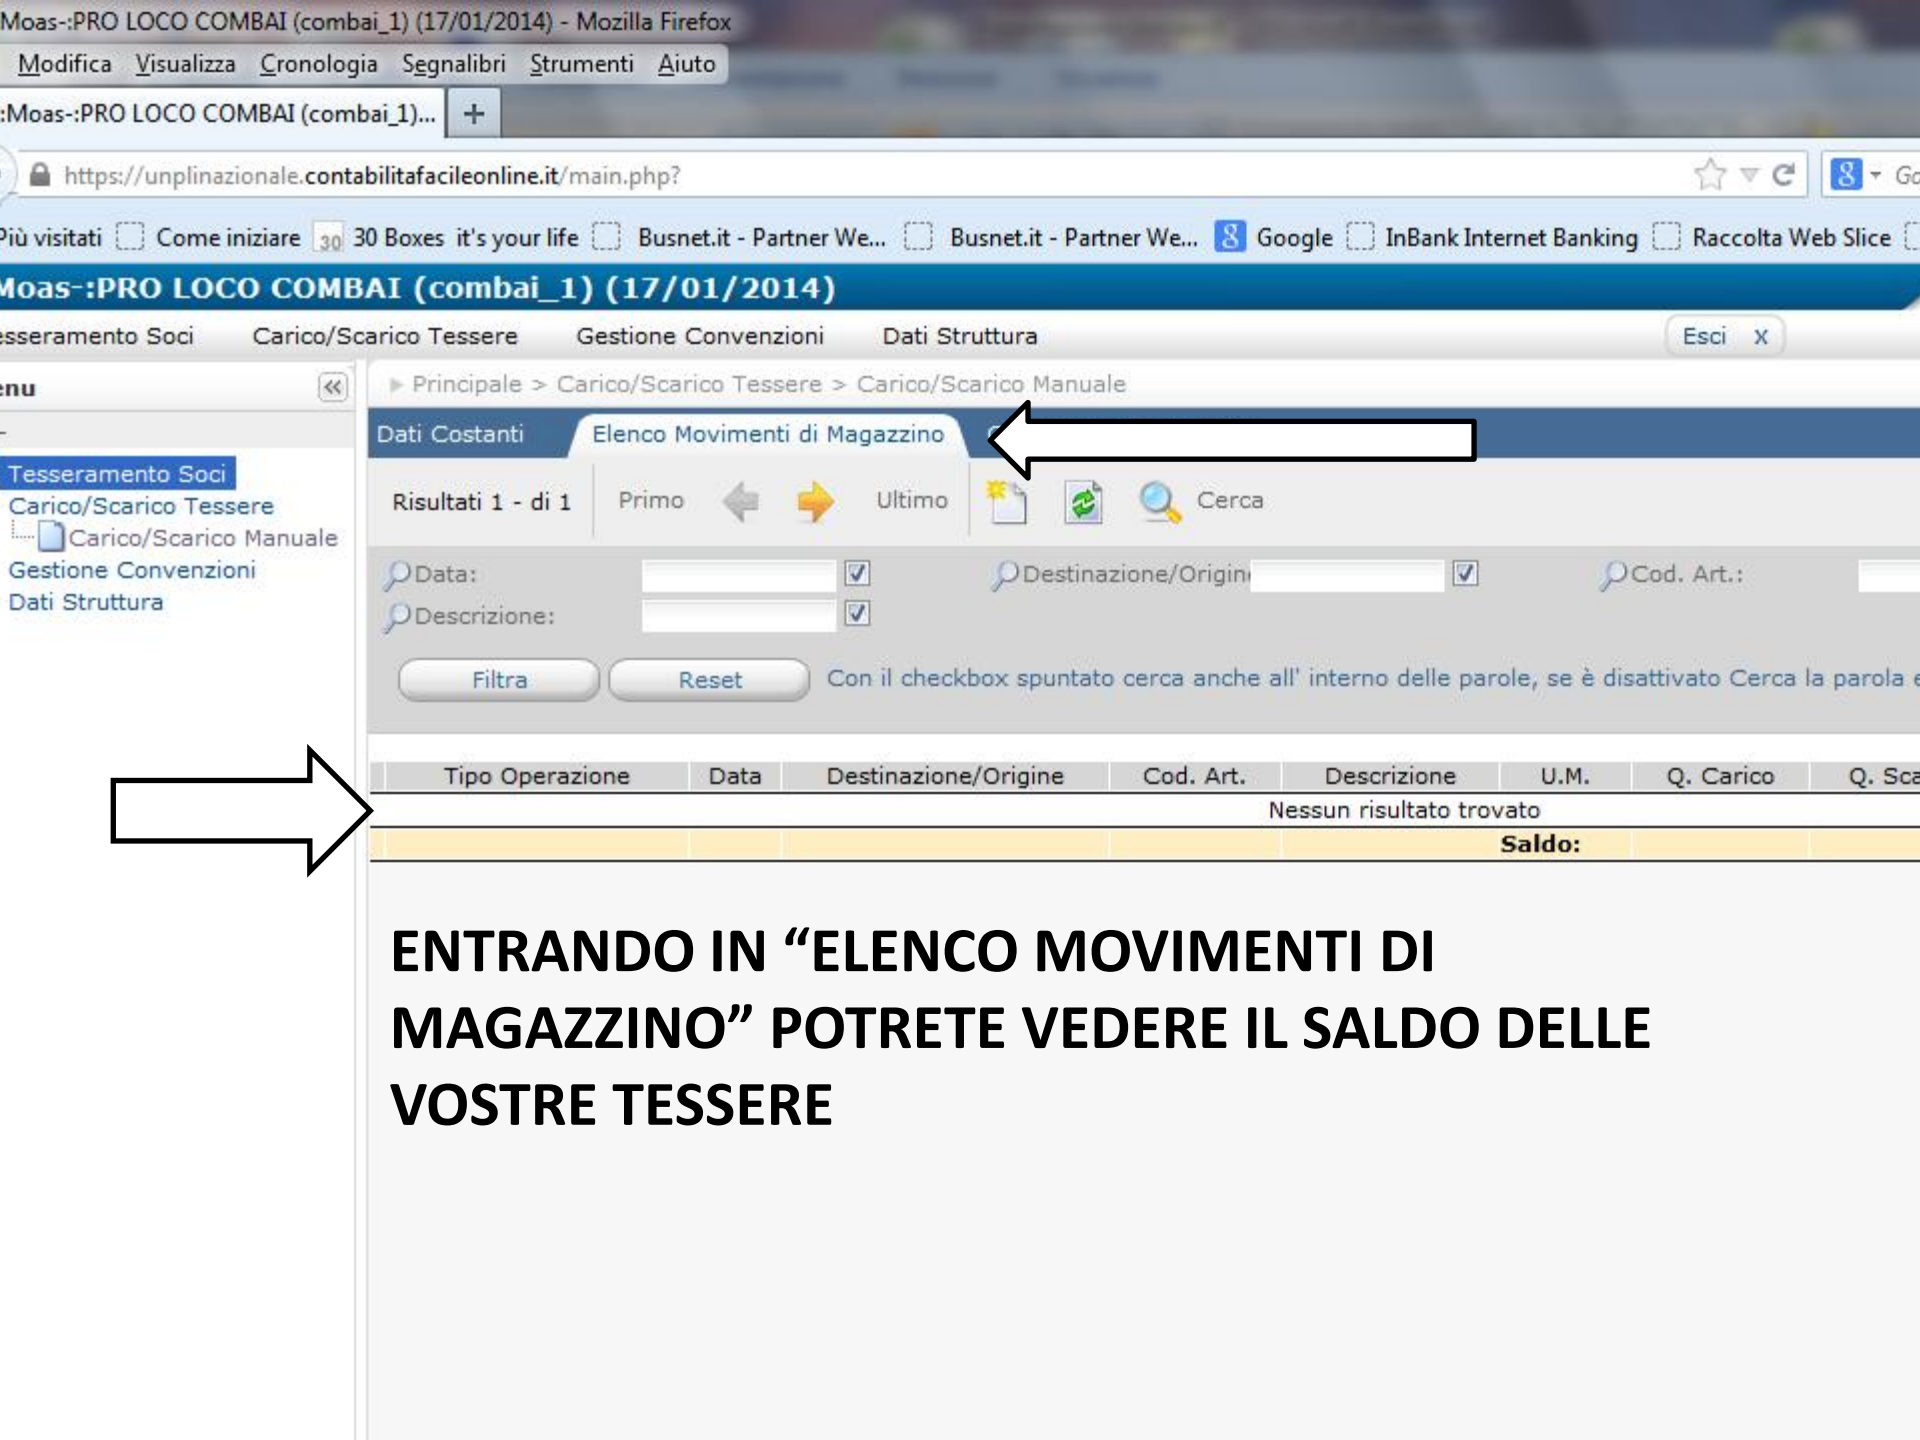 Moas-:PRO LOCO COMBAI (combai_1) (17/01/2014) - Mozilla Firefox
Modifica Visualizza Cronologia Segnalibri Strumenti Aiuto
:Moas-:PRO LOCO COMBAI (combai_1)... +
https://unplinazionale.contabilitafacileonline.it/main.php?
Più visitati Come iniziare 30 30 Boxes it's your life Busnet.it - Partner We... Busnet.it - Partner We... 8 Google InBank Internet Banking Raccolta Web Slice
Moas-:PRO LOCO COMBAI (combai_1) (17/01/2014)
Carico/Scarico Tessere Gestione Convenzioni Dati Struttura Esci X
Principale > Carico/Scarico Tessere > Carico/Scarico Manuale
Dati Costanti Elenco Movimenti di Magazzino
Tesseramento Soci
Carico/Scarico Tessere
Carico/Scarico Manuale
Gestione Convenzioni
Dati Struttura
Risultati 1 - di 1 Primo Ultimo Cerca
Data: Destinazione/Origin Cod. Art.:
Descrizione:
Filtra Reset Con il checkbox spuntato cerca anche all' interno delle parole, se è disattivato Cerca la parola
Tipo Operazione Data Destinazione/Origine Cod. Art. Descrizione U.M. Q. Carico Q. Sca
Nessun risultato trovato
Saldo:
ENTRANDO IN “ELENCO MOVIMENTI DI
MAGAZZINO” POTRETE VEDERE IL SALDO DELLE
VOSTRE TESSERE